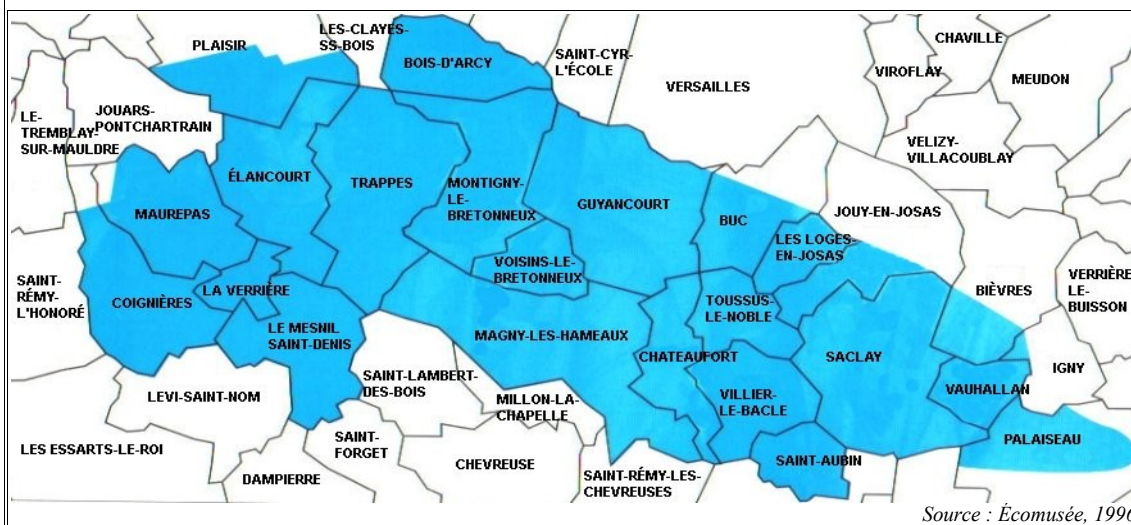 LES-CLAYES-
SS-BOIS
PLAISIR
BOIS-D'ARCY
SAINT-CYR-
L'ÉCOLE
CHAVILLE
VIROFLAY
MEUDON
VERSAILLES
JOUARS-
PONTCHARTRAIN
LE-
TREMBLAY-
SUR-MAULDRE
VELIZY-
VILLACOUBLAY
ÉLANCOURT
TRAPPES
MONTIGNY-
LE-
BRETONNEUX
GUYANCOURT
MAUREPAS
BUC
JOUY-EN-JOSAS
LES LOGES-
EN-JOSAS
VOISINS-LE-
BRETONNEUX
SAINT-
RÉMY-
L'HONORÉ
COIGNIÈRES
LA VERRIÈRE
BIÈVRES
VERRIÈRE
LE-
BUISSON
TOUSSUS-
LE-NOBLE
LE MESNIL
SAINT-DENIS
MAGNY-LES-HAMEAUX
CHATEAUFORT
SACLAY
IGNY
SAINT-LAMBERT-
DES-BOIS
VAUHALLAN
LEVI-SAINT-NOM
MILLON-LA-
CHAPELLE
VILLIER-
LE-BACLE
PALAISEAU
SAINT-
FORGET
LES ESSARTS-LE-ROI
CHEVREUSE
SAINT-AUBIN
DAMPIERRE
SAINT-RÉMY-LES-
CHEVREUSES
Source : Écomusée, 1996